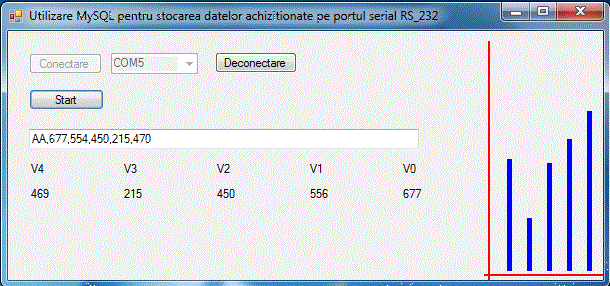 Utilizare MySQL pentru stocarea datelor achizitionate pe portul serial RS_232
Conectare COM5 Deconectare
Start
AA,677,554,450,215,470
V4 V3 V2 V1 V0
469 215 450 556 677